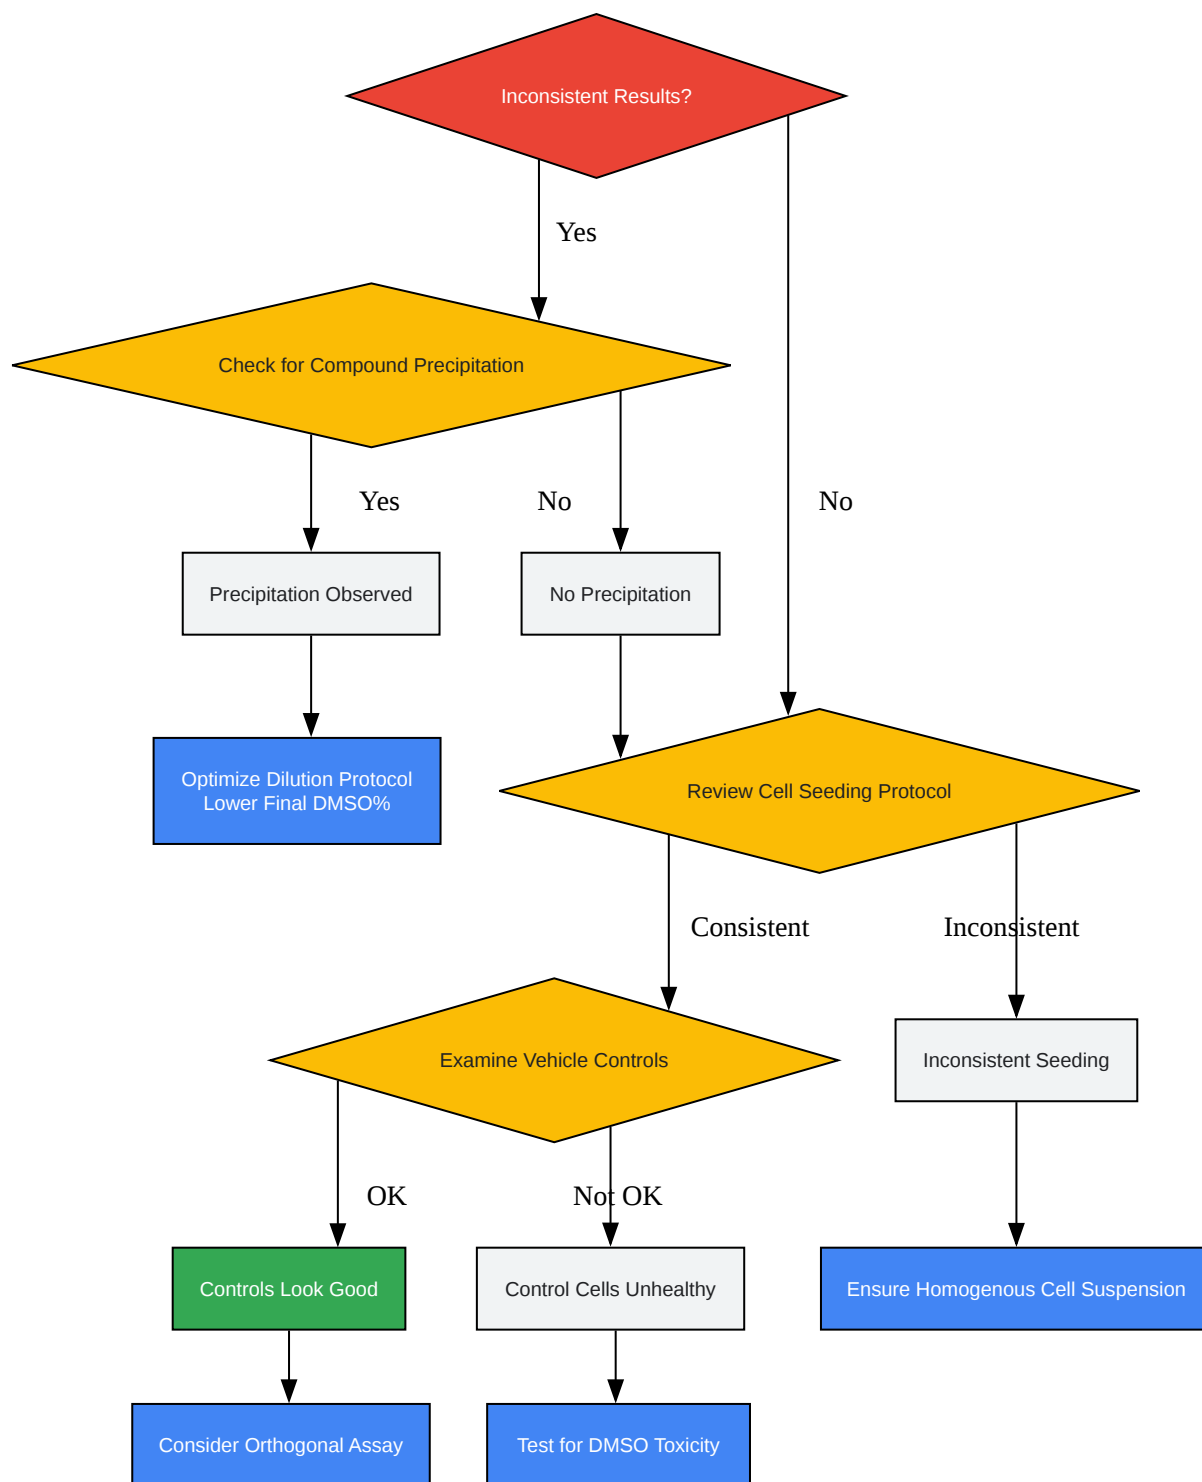 Inconsistent Results?
Yes
Check for Compound Precipitation
Yes
No
No
Precipitation Observed
No Precipitation
Optimize Dilution Protocol
Lower Final DMSO%
Review Cell Seeding Protocol
Consistent
Inconsistent
Examine Vehicle Controls
Inconsistent Seeding
OK
Not OK
Controls Look Good
Control Cells Unhealthy
Ensure Homogenous Cell Suspension
Consider Orthogonal Assay
Test for DMSO Toxicity